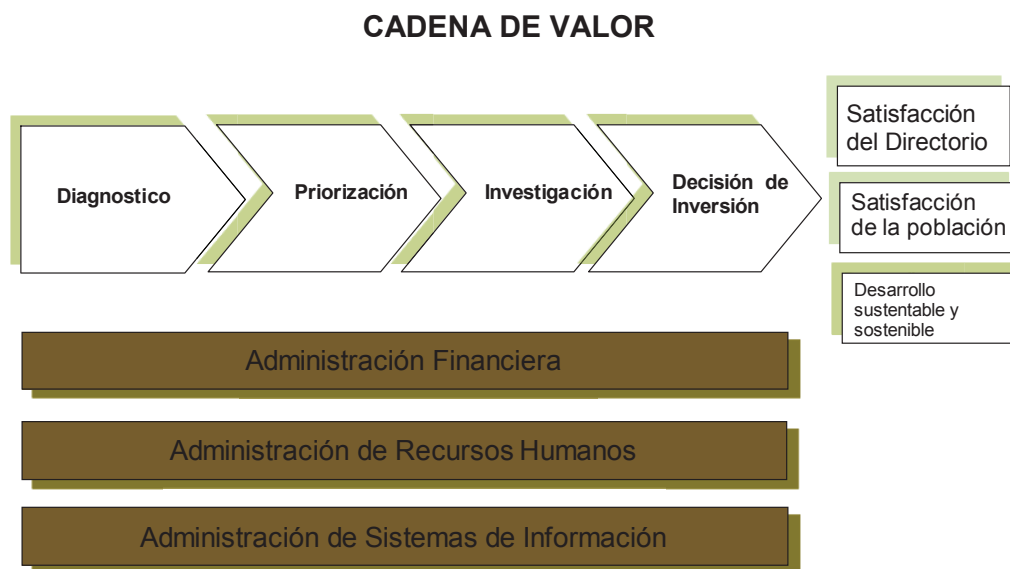 CADENA DE VALOR
Diagnostico
Priorización
Investigación
Decisión de
Inversión
Satisfacción
del Directorio
Satisfacción
de la población
Desarrollo
sustentable y
sostenible
Administración Financiera
Administración de Recursos Humanos
Administración de Sistemas de Información